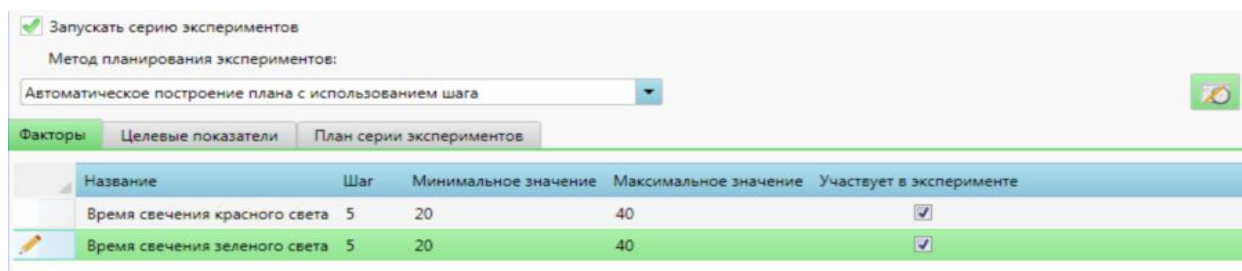 Запускать серию экспериментов
Метод планирования экспериментов:
Автоматическое построение плана с использованием шага
Факторы Целевые показатели План серии экспериментов
Название Шаг Минимальное значение Максимальное значение Участвует в эксперименте
Время свечения красного света 5 20 40
Время свечения зеленого света 5 20 40